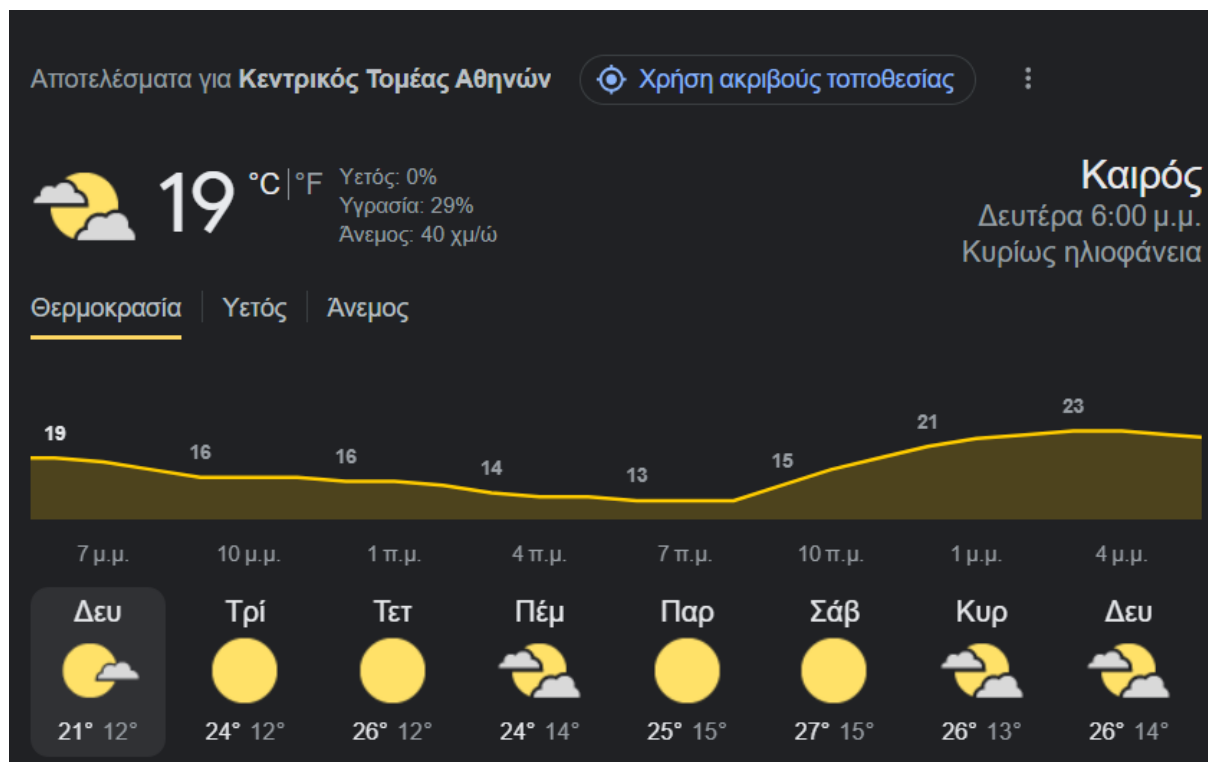 Αποτελέσματα για Κεντρικός Τομέας Αθηνών Χρήση ακριβούς τοποθεσίας
19 °C | °F
Υετός: 0%
Υγρασία: 29%
Άνεμος: 40 χμ/ώ
Καιρός
Δευτέρα 6:00 μ.μ.
Κυρίως ηλιοφάνεια
Θερμοκρασία Υετός Άνεμος
19 16 16 14 13 15 21 23
7 μ.μ. 10 μ.μ. 1 π.μ. 4 π.μ. 7 π.μ. 10 π.μ. 1 μ.μ. 4 μ.μ.
Δευ Τρί Τετ Πέμ Παρ Σάβ Κυρ Δευ
21° 12° 24° 12° 26° 12° 24° 14° 25° 15° 27° 15° 26° 13° 26° 14°